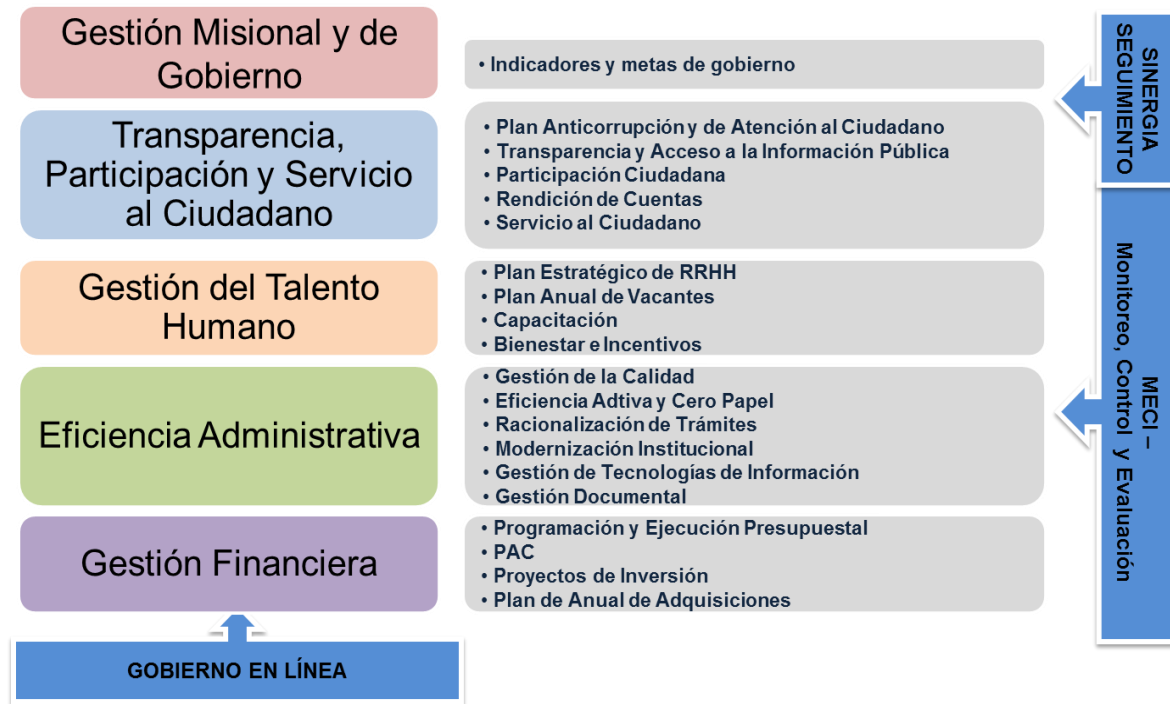 Gestión Misional y de
Gobierno
• Indicadores y metas de gobierno
Transparencia,
Participación y Servicio
al Ciudadano
• Plan Anticorrupción y de Atención al Ciudadano
• Transparencia y Acceso a la Información Pública
• Participación Ciudadana
• Rendición de Cuentas
• Servicio al Ciudadano
Gestión del Talento
Humano
• Plan Estratégico de RRHH
• Plan Anual de Vacantes
• Capacitación
• Bienestar e Incentivos
Eficiencia Administrativa
• Gestión de la Calidad
• Eficiencia Adtiva y Cero Papel
• Racionalización de Trámites
• Modernización Institucional
• Gestión de Tecnologías de Información
• Gestión Documental
Gestión Financiera
• Programación y Ejecución Presupuestal
• PAC
• Proyectos de Inversión
• Plan de Anual de Adquisiciones
GOBIERNO EN LÍNEA
SINERGIA
SEGUIMIENTO
MECI –
Monitoreo, Control y Evaluación